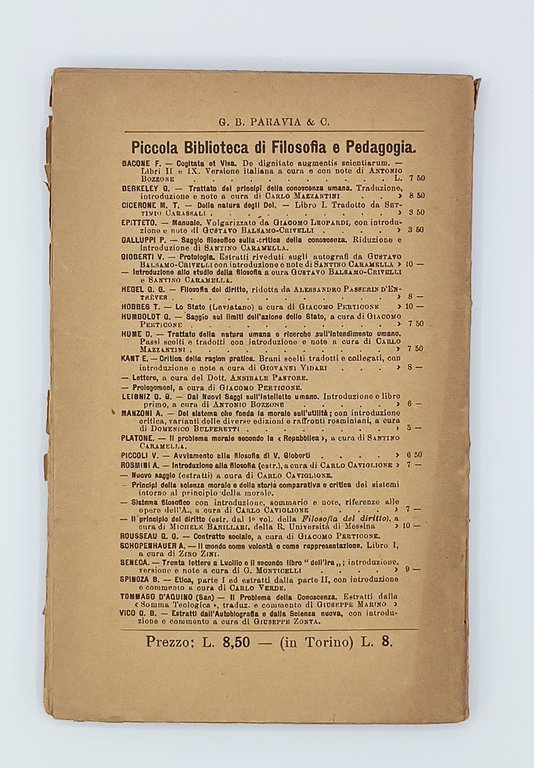 G. B. PARAVIA & C.
Piccola Biblioteca di Filosofia e Pedagogia.
BACONE F. — Cogitata et Visa. De dignitate augmentis scientiarum. —
Libri II e IX. Versione italiana a cura e con note di ANTONIO
BOZZONE . . . . . . . . L. 7 50
BERKELEY G. — Trattato dei principi della conoscenza umana. Traduzione,
introduzione e note a cura di CARLO MAZZANTINI . . » 8 50
CICERONE M. T. — Della natura degli Dei. — Libro I. Tradotto da SET-
TIMIO CARASSALI . . . . . . . » 3 50
EPITTETO. — Manuale. Volgarizzato da GIACOMO LEOPARDI, con introdu-
zione e note di GUSTAVO BALSAMO-CRIVELLI . . . » 3 50
GALLUPPI P. — Saggio filosofico sulla critica della conoscenza. Riduzione e
introduzione di SANTINO CARAMELLA.
GIOBERTI V. — Protologia. Estratti riveduti sugli autografi da GUSTAVO
BALSAMO-CRIVELLI con introduzione e note di SANTINO CARAMELLA » 10 —
— Introduzione allo studio della filosofia a cura GUSTAVO BALSAMO-CRIVELLI
e SANTINO CARAMELLA.
HEGEL G. G. — Filosofia del diritto, ridotta da ALESSANDRO PASSERIN D'EN-
TRÈVES . . . . . . . . » 8 —
HOBBES T. — Lo Stato (Leviatano) a cura di GIACOMO PERTICONE . » 10 —
HUMBOLDT G. — Saggio sui limiti dell'azione dello Stato, a cura di GIACOMO
PERTICONE . . . . . . . . » 7 50
HUME D. — Trattato della natura umana e ricerche sull'intendimento umano.
Passi scelti e tradotti con introduzione e note a cura di CARLO
MAZZANTINI . . . . . . . » 7 50
KANT E. — Critica della ragion pratica. Brani scelti tradotti e collegati, con
introduzione e note a cura di GIOVANNI VIDARI . . » 8 —
— Lettere, a cura del Dott. ANNIBALE PASTORE.
— Prolegomeni, a cura di GIACOMO PERTICONE.
LEIBNIZ G. G. — Dai Nuovi Saggi sull'intelletto umano. Introduzione e libro
primo, a cura di ANTONIO BOZZONE . . . . » 6 —
MANZONI A. — Del sistema che fonda la morale sull'utilità; con introduzione
critica, varianti delle diverse edizioni e raffronti rosminiani, a cura
di DOMENICO BULFERETTI . . . . . . » 5 —
PLATONE. — Il problema morale secondo la « Repubblica », a cura di SANTINO
CARAMELLA.
PICCOLI V. — Avviamento alla filosofia di V. Gioberti . . . » 6 50
ROSMINI A. — Introduzione alla filosofia (estr.), a cura di CARLO CAVIGLIONE » 7 —
— Nuovo saggio (estratti) a cura di CARLO CAVIGLIONE.
— Principi della scienza morale e della storia comparativa e critica dei sistemi
intorno al principio della morale.
— Sistema filosofico con introduzione, sommario e note, riferenze alle
opere dell'A., a cura di CARLO CAVIGLIONE . . . » 7 —
— Il principio del diritto (estr. dal 1º vol. della Filosofia del diritto), a
cura di MICHELE BARILLARI, della R. Università di Messina » 10 —
ROUSSEAU G. G. — Contratto sociale, a cura di GIACOMO PERTICONE.
SCHOPENHAUER A. — Il mondo come volontà e come rappresentazione. Libro I,
a cura di ZINO ZINI.
SENECA. — Trenta lettere a Lucilio e il secondo libro "dell'Ira„; introduzione,
versione e note a cura di G. MONTICELLI . . . » 9 —
SPINOZA B. — Etica, parte I ed estratti dalla parte II, con introduzione
e commento a cura di CARLO VERDE.
TOMMASO D'AQUINO (San) — Il Problema della Conoscenza. Estratti dalla
« Somma Teologica », traduz. e commento di GIUSEPPE MARINO »
VICO G. B. — Estratti dall'Autobiografia e dalla Scienza nuova, con introdu-
zione e commento a cura di GIUSEPPE ZONTA.
Prezzo: L. 8,50 — (in Torino) L. 8.